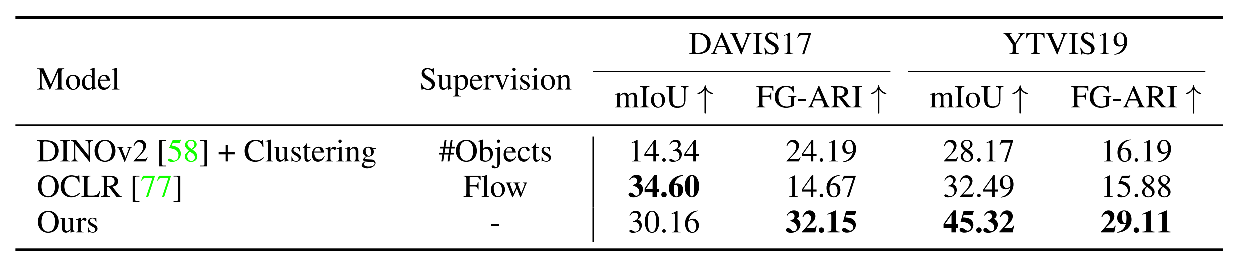 DAVIS17 YTVIS19
Model Supervision
mIoU ↑ FG-ARI ↑ mIoU ↑ FG-ARI ↑
DINOv2 [58] + Clustering #Objects 14.34 24.19 28.17 16.19
OCLR [77] Flow 34.60 14.67 32.49 15.88
Ours - 30.16 32.15 45.32 29.11